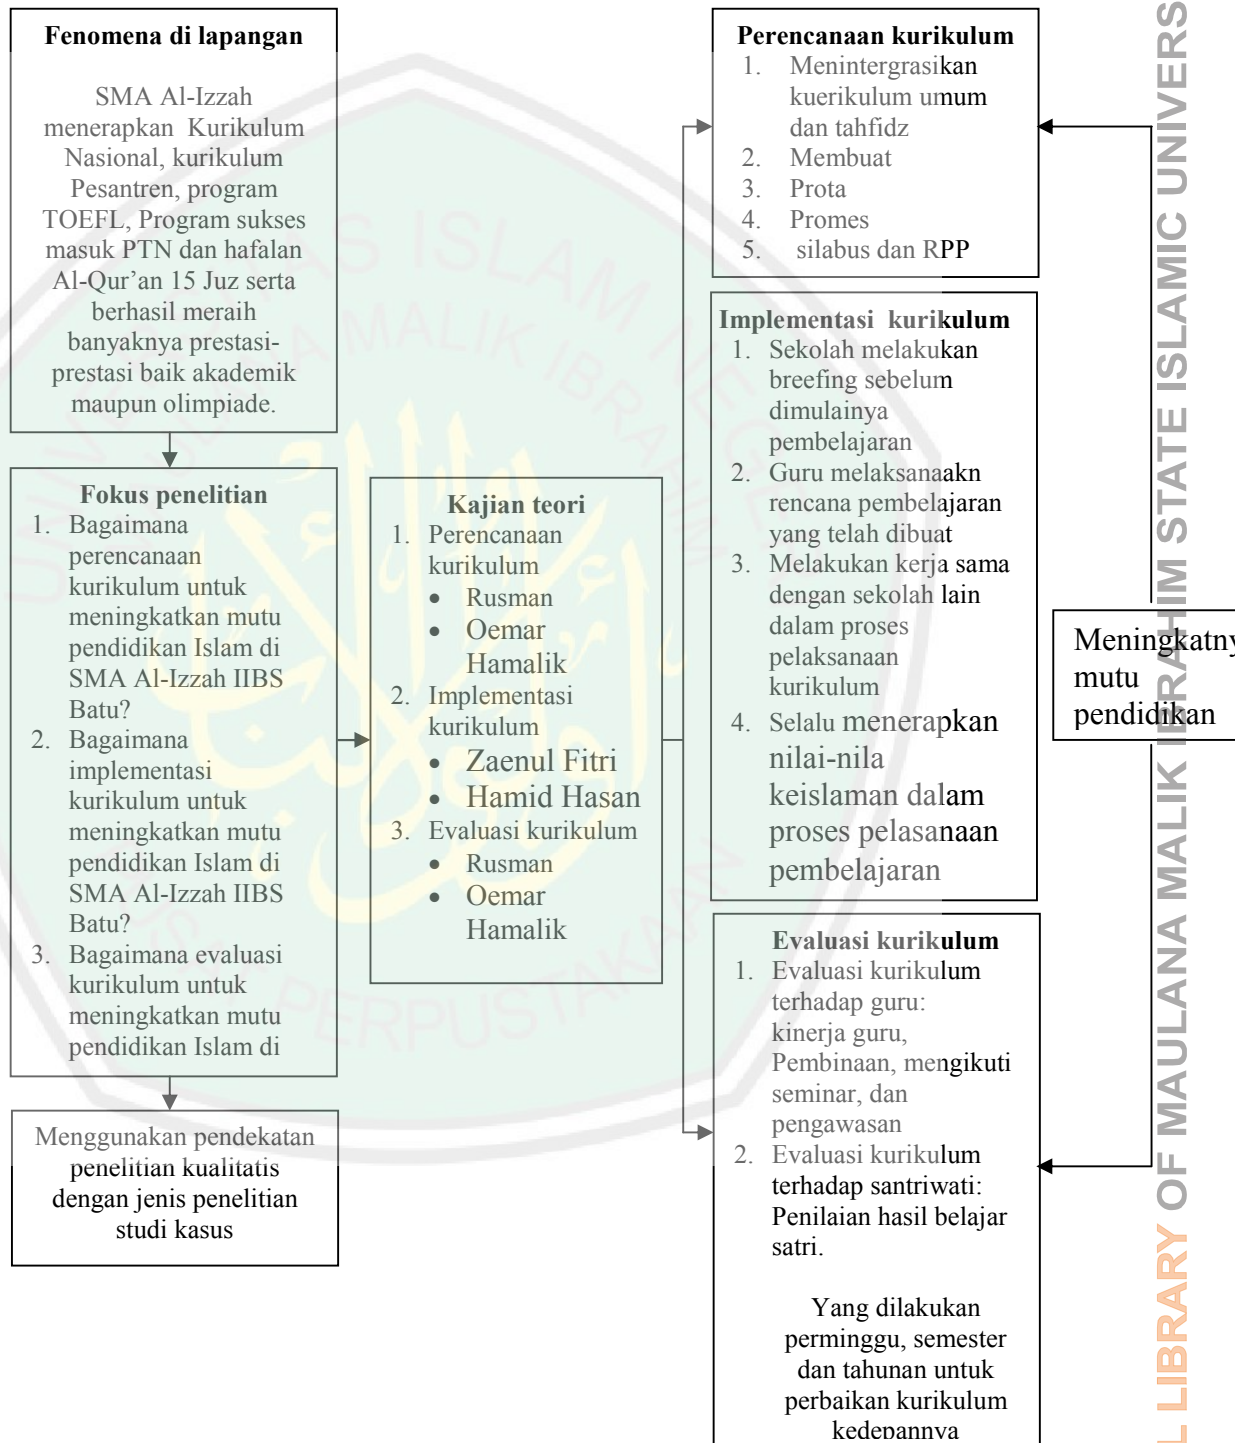 Fenomena di lapangan
SMA Al-Izzah
menerapkan Kurikulum
Nasional, kurikulum
Pesantren, program
TOEFL, Program sukses
masuk PTN dan hafalan
Al-Qur’an 15 Juz serta
berhasil meraih
banyaknya prestasi-
prestasi baik akademik
maupun olimpiade.
Fokus penelitian
1. Bagaimana
perencanaan
kurikulum untuk
meningkatkan mutu
pendidikan Islam di
SMA Al-Izzah IIBS
Batu?
2. Bagaimana
implementasi
kurikulum untuk
meningkatkan mutu
pendidikan Islam di
SMA Al-Izzah IIBS
Batu?
3. Bagaimana evaluasi
kurikulum untuk
meningkatkan mutu
pendidikan Islam di
Menggunakan pendekatan
penelitian kualitatis
dengan jenis penelitian
studi kasus
Kajian teori
1. Perencanaan
kurikulum
• Rusman
• Oemar
Hamalik
2. Implementasi
kurikulum
• Zaenul Fitri
• Hamid Hasan
3. Evaluasi kurikulum
• Rusman
• Oemar
Hamalik
Perencanaan kurikulum
1. Menintergrasikan
kuerikulum umum
dan tahfidz
2. Membuat
3. Prota
4. Promes
5. silabus dan RPP
Implementasi kurikulum
1. Sekolah melakukan
breefing sebelum
dimulainya
pembelajaran
2. Guru melaksanaakn
rencana pembelajaran
yang telah dibuat
3. Melakukan kerja sama
dengan sekolah lain
dalam proses
pelaksanaan
kurikulum
4. Selalu menerapkan
nilai-nila
keislaman dalam
proses pelasanaan
pembelajaran
Evaluasi kurikulum
1. Evaluasi kurikulum
terhadap guru:
kinerja guru,
Pembinaan, mengikuti
seminar, dan
pengawasan
2. Evaluasi kurikulum
terhadap santriwati:
Penilaian hasil belajar
satri.
Yang dilakukan
perminggu, semester
dan tahunan untuk
perbaikan kurikulum
kedepannya
Meningkatny
mutu
pendidikan
UNIVERSITAS ISLAM NEGERI
MAULANA MALIK IBRAHIM
PUSAT PERPUSTAKAAN
L LIBRARY OF MAULANA MALIK IBRAHIM STATE ISLAMIC UNIVERS